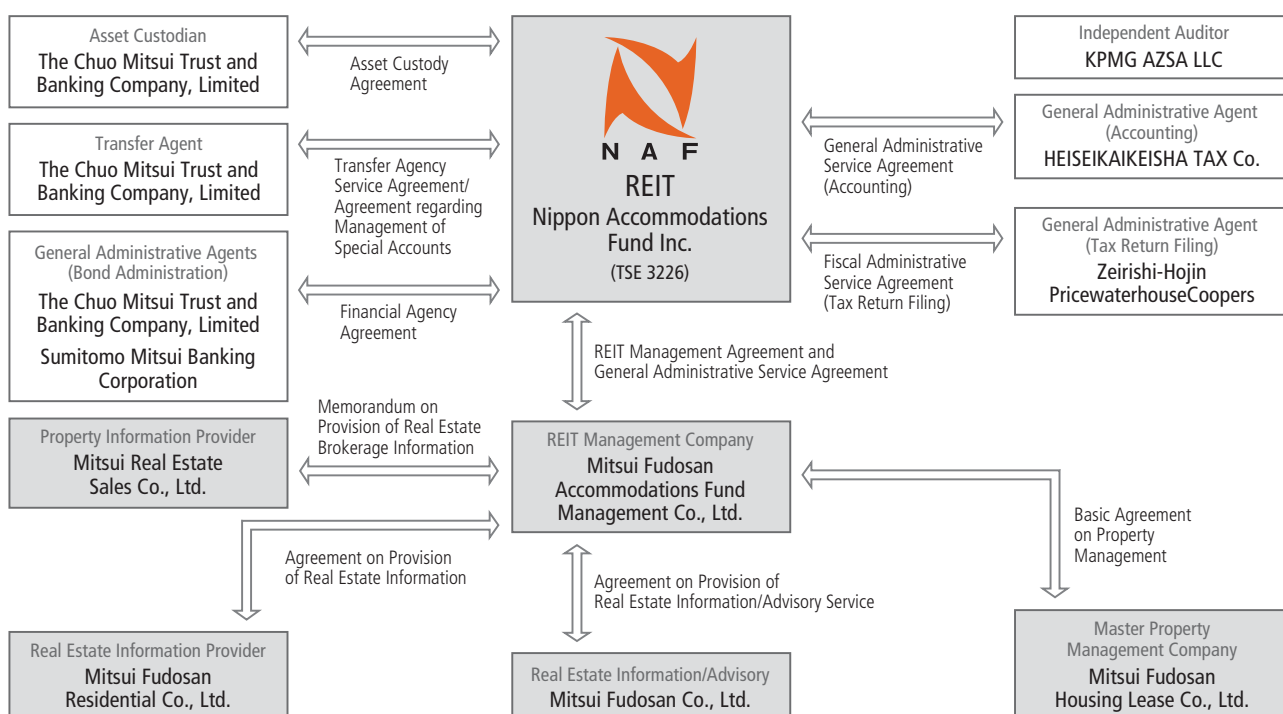 Asset Custodian
The Chuo Mitsui Trust and
Banking Company, Limited
Asset Custody
Agreement
Transfer Agent
The Chuo Mitsui Trust and
Banking Company, Limited
Transfer Agency
Service Agreement/
Agreement regarding
Management of
Special Accounts
General Administrative Agents
(Bond Administration)
The Chuo Mitsui Trust and
Banking Company, Limited
Sumitomo Mitsui Banking
Corporation
Financial Agency
Agreement
N A F
REIT
Nippon Accommodations
Fund Inc.
(TSE 3226)
Independent Auditor
KPMG AZSA LLC
General Administrative
Service Agreement
(Accounting)
General Administrative Agent
(Accounting)
HEISEIKAIKEISHA TAX Co.
Fiscal Administrative
Service Agreement
(Tax Return Filing)
General Administrative Agent
(Tax Return Filing)
Zeirishi-Hojin
PricewaterhouseCoopers
REIT Management Agreement and
General Administrative Service Agreement
Property Information Provider
Mitsui Real Estate
Sales Co., Ltd.
Memorandum on
Provision of Real Estate
Brokerage Information
REIT Management Company
Mitsui Fudosan
Accommodations Fund
Management Co., Ltd.
Basic Agreement
on Property
Management
Agreement on Provision
of Real Estate Information
Agreement on Provision of
Real Estate Information/Advisory Service
Real Estate Information Provider
Mitsui Fudosan
Residential Co., Ltd.
Real Estate Information/Advisory
Mitsui Fudosan Co., Ltd.
Master Property
Management Company
Mitsui Fudosan
Housing Lease Co., Ltd.